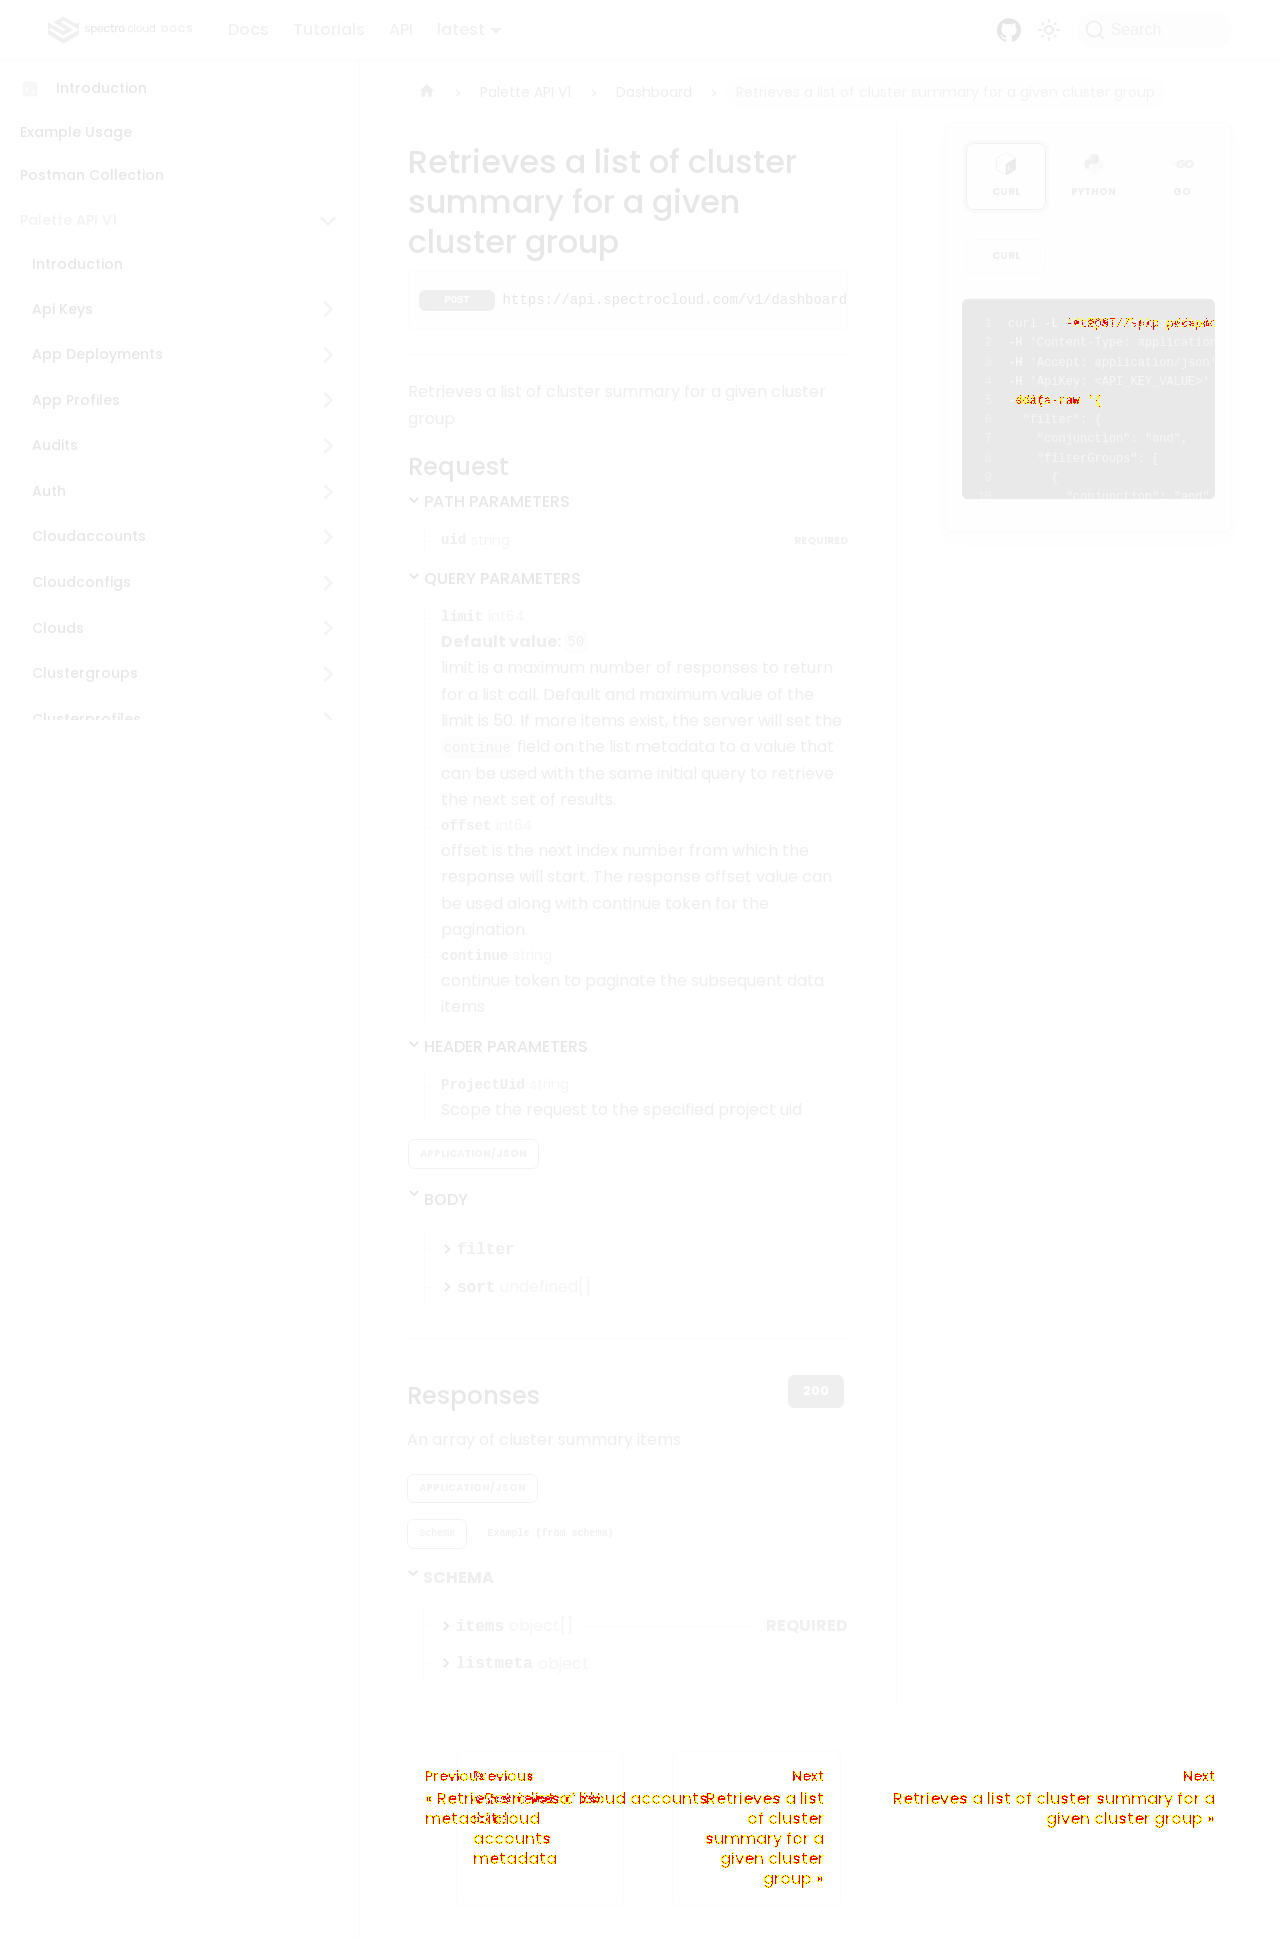 spectro cloud DOCS
Docs
Tutorials
API
latest
Search
Introduction
Example Usage
Postman Collection
Palette API V1
Introduction
Api Keys
App Deployments
App Profiles
Audits
Auth
Cloudaccounts
Cloudconfigs
Clouds
Clustergroups
Clusterprofiles
Palette API V1
Dashboard
Retrieves a list of cluster summary for a given cluster group
Retrieves a list of cluster
summary for a given
cluster group
POST https://api.spectrocloud.com/v1/dashboard
Retrieves a list of cluster summary for a given cluster
group
Request
PATH PARAMETERS
uid string REQUIRED
QUERY PARAMETERS
limit int64
Default value: 50
limit is a maximum number of responses to return
for a list call. Default and maximum value of the
limit is 50. If more items exist, the server will set the
continue field on the list metadata to a value that
can be used with the same initial query to retrieve
the next set of results.
offset int64
offset is the next index number from which the
response will start. The response offset value can
be used along with continue token for the
pagination.
continue string
continue token to paginate the subsequent data
items
HEADER PARAMETERS
ProjectUid string
Scope the request to the specified project uid
APPLICATION/JSON
BODY
filter
sort undefined[]
Responses
200
An array of cluster summary items
APPLICATION/JSON
Schema
Example (from schema)
SCHEMA
items object[] REQUIRED
listmeta object
CURL
PYTHON
GO
CURL
1 curl -L
2 -H 'Content-Type: application
3 -H 'Accept: application/json'
4 -H 'ApiKey: <API_KEY_VALUE>'
5
6 "filter": {
7 "conjunction": "and",
8 "filterGroups": [
9 {
10 "conjunction": "and"
Previous
Previous
cloud accounts
accounts
metadata
Next
Retrieves a list
of cluster
summary for a
given cluster
group »
Next
Retrieves a list of cluster summary for a
given cluster group »